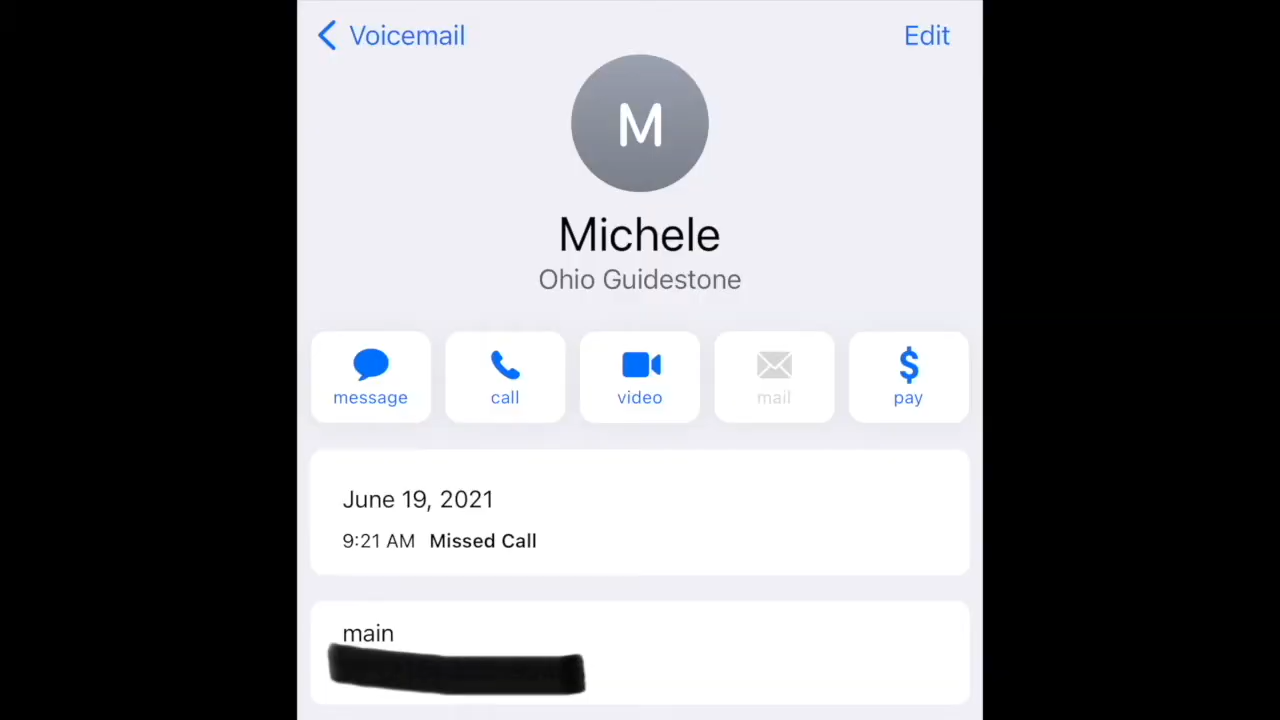 Voicemail
Edit
M
Michele
Ohio Guidestone
message
call
video
mail
$
pay
June 19, 2021
9:21 AM Missed Call
main